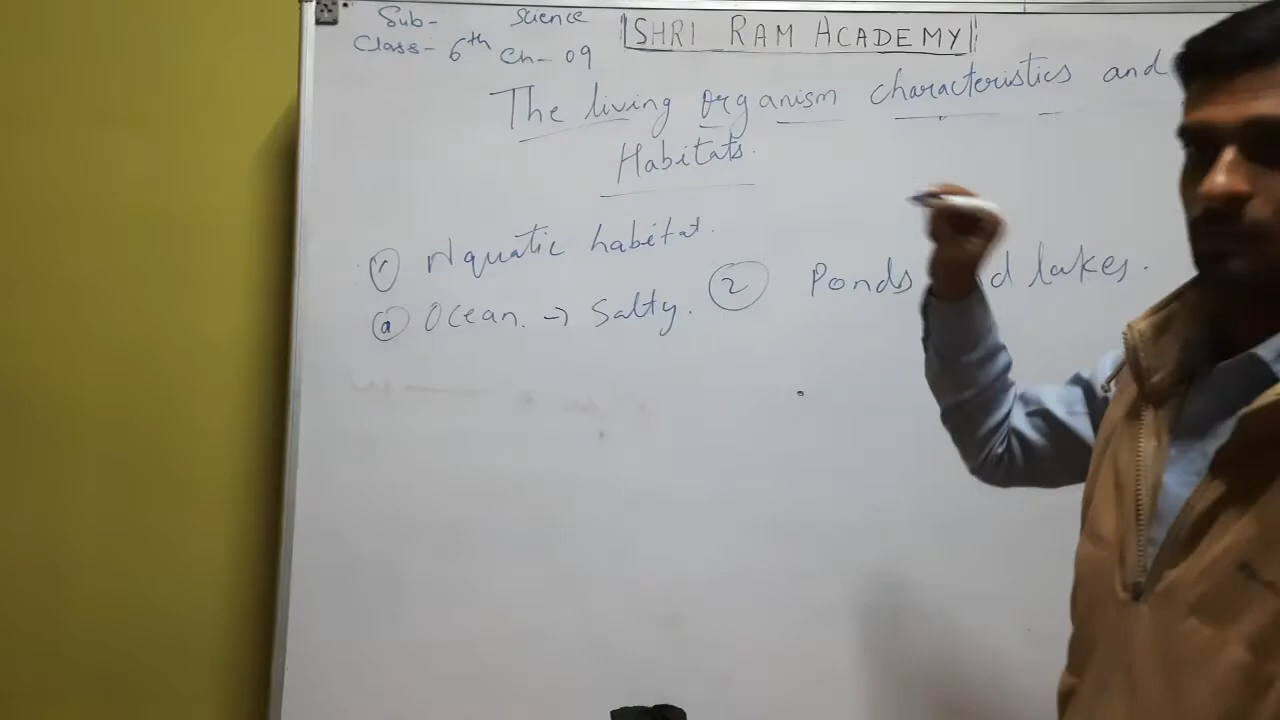 Sub- Science
Class- 6th Ch- 09
SHRI RAM ACADEMY
The living organism characteristics and
Habitats.
① Aquatic habitat.
ⓐ Ocean. → Salty.
② Ponds nd lakes.